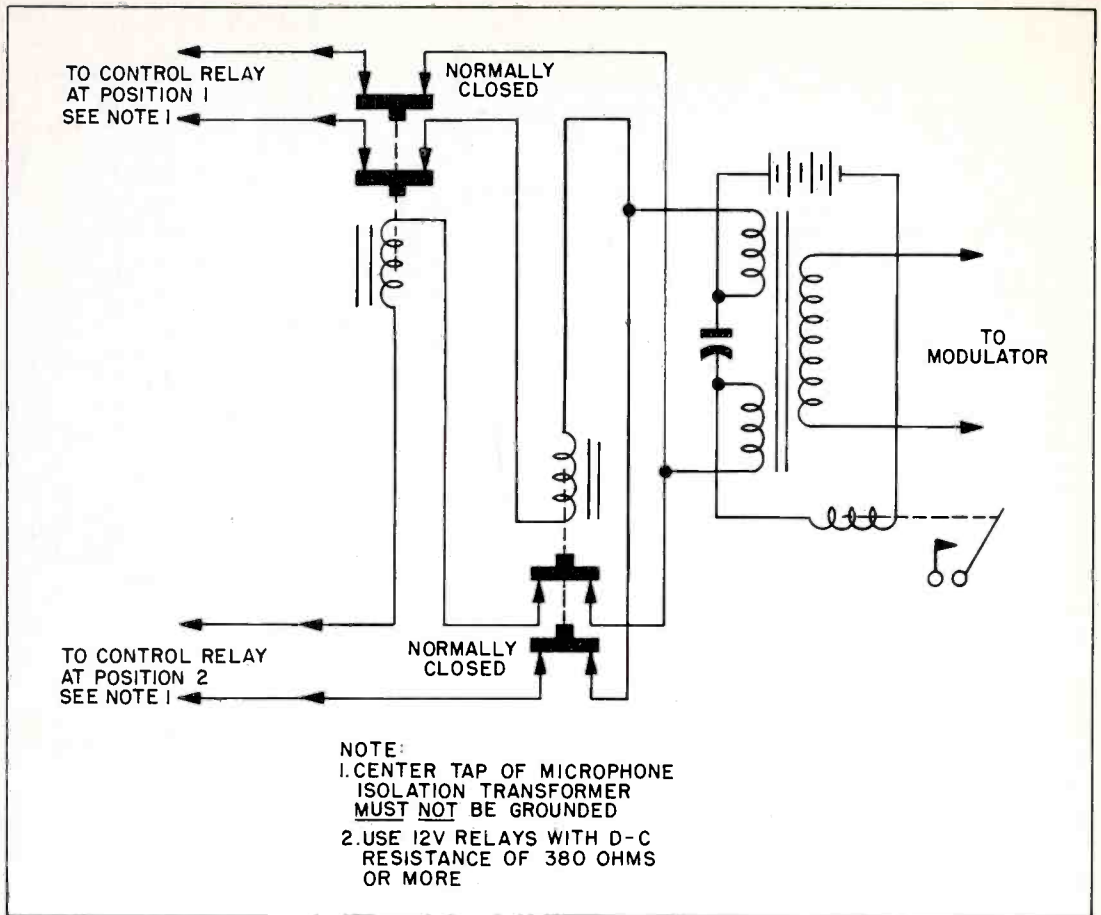 TO CONTROL RELAY
AT POSITION 1
SEE NOTE 1
NORMALLY
CLOSED
TO
MODULATOR
TO CONTROL RELAY
AT POSITION 2
SEE NOTE 1
NORMALLY
CLOSED
NOTE:
1. CENTER TAP OF MICROPHONE
ISOLATION TRANSFORMER
MUST NOT BE GROUNDED
2. USE 12V RELAYS WITH D-C
RESISTANCE OF 380 OHMS
OR MORE